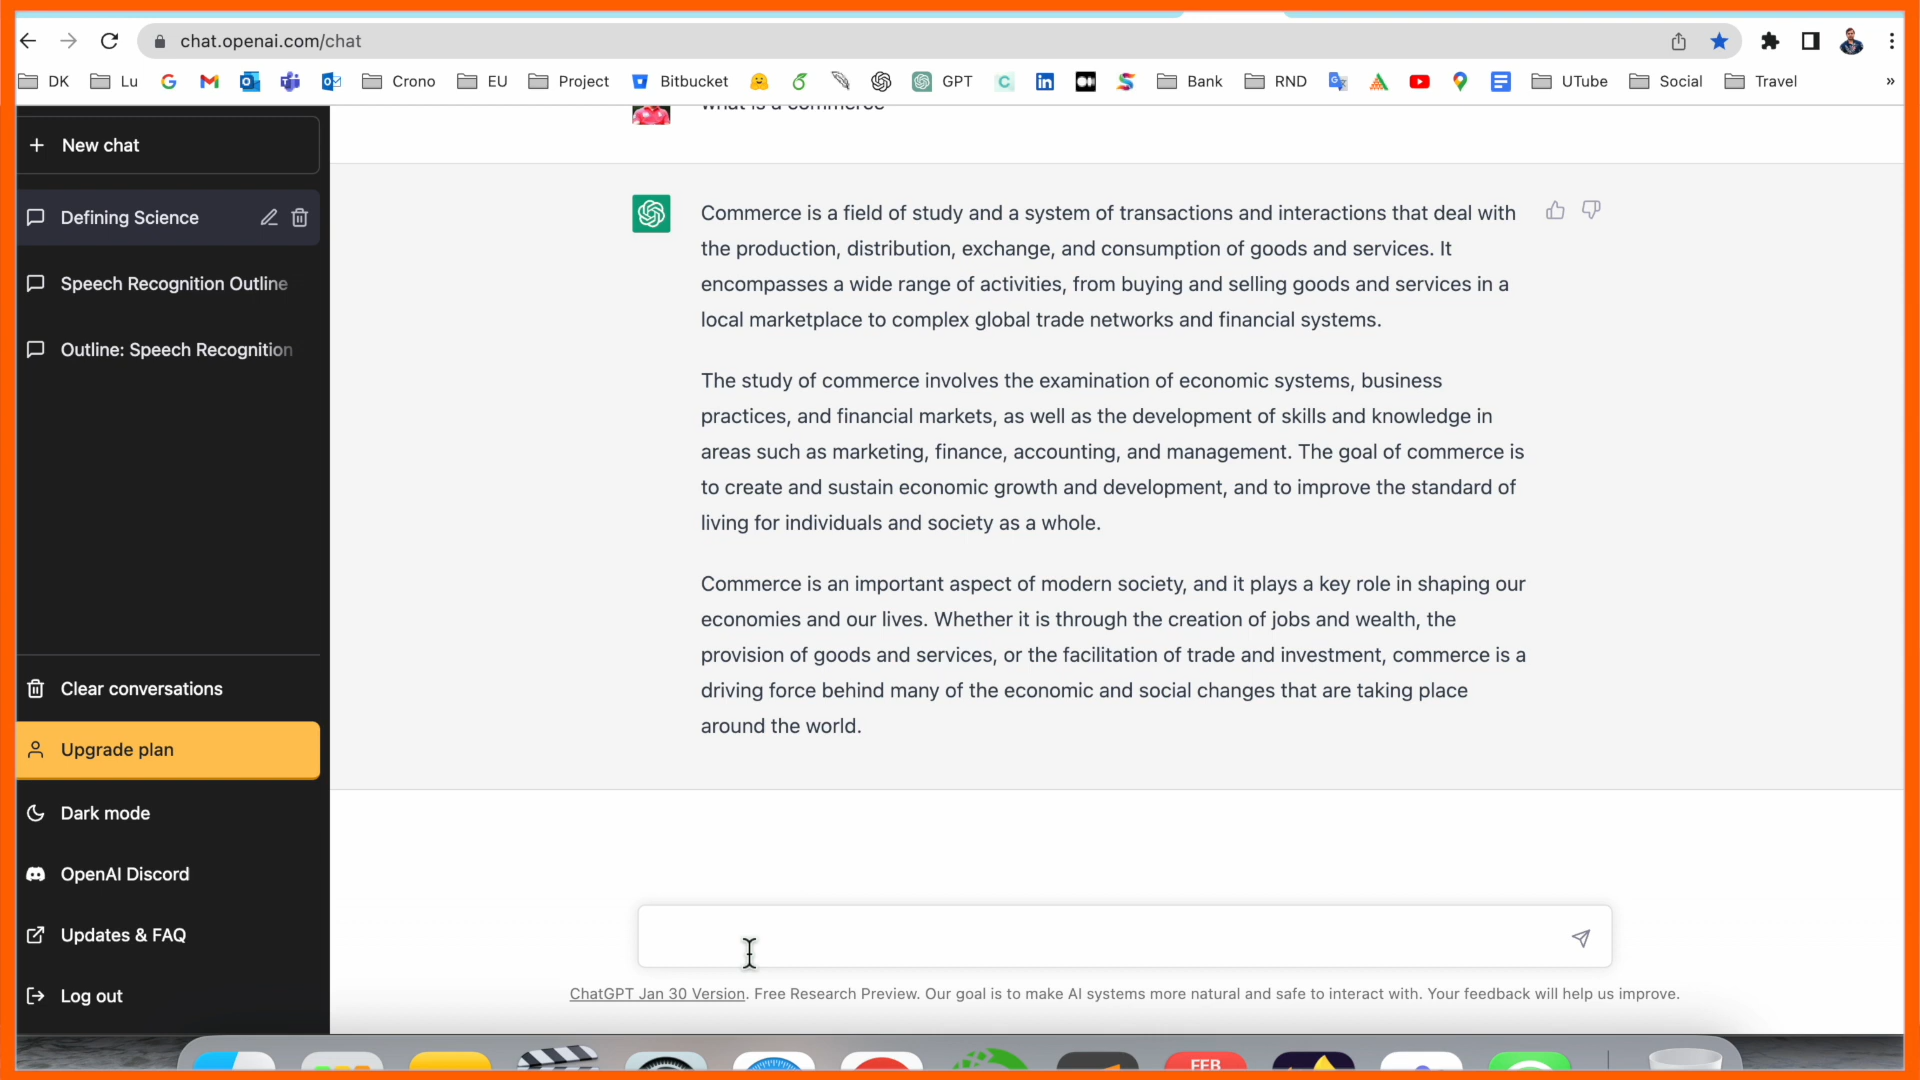 chat.openai.com/chat
DK Lu Crono EU Project Bitbucket GPT Bank RND UTube Social Travel »
what is a commerce
New chat
Defining Science
Speech Recognition Outline
Outline: Speech Recognition
Commerce is a field of study and a system of transactions and interactions that deal with
the production, distribution, exchange, and consumption of goods and services. It
encompasses a wide range of activities, from buying and selling goods and services in a
local marketplace to complex global trade networks and financial systems.
The study of commerce involves the examination of economic systems, business
practices, and financial markets, as well as the development of skills and knowledge in
areas such as marketing, finance, accounting, and management. The goal of commerce is
to create and sustain economic growth and development, and to improve the standard of
living for individuals and society as a whole.
Commerce is an important aspect of modern society, and it plays a key role in shaping our
economies and our lives. Whether it is through the creation of jobs and wealth, the
provision of goods and services, or the facilitation of trade and investment, commerce is a
driving force behind many of the economic and social changes that are taking place
around the world.
Clear conversations
Upgrade plan
Dark mode
OpenAI Discord
Updates & FAQ
Log out
ChatGPT Jan 30 Version. Free Research Preview. Our goal is to make AI systems more natural and safe to interact with. Your feedback will help us improve.
FEB